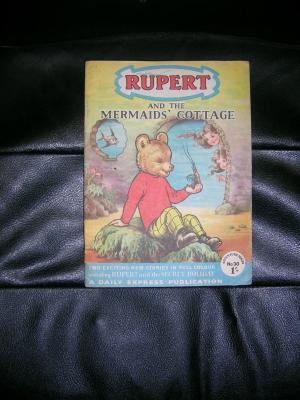 RUPERT
AND THE
MERMAIDS' COTTAGE
TWO EXCITING NEW STORIES IN FULL COLOUR
including RUPERT and the SECRET HOLIDAY
A DAILY EXPRESS PUBLICATION
No 30
1/-